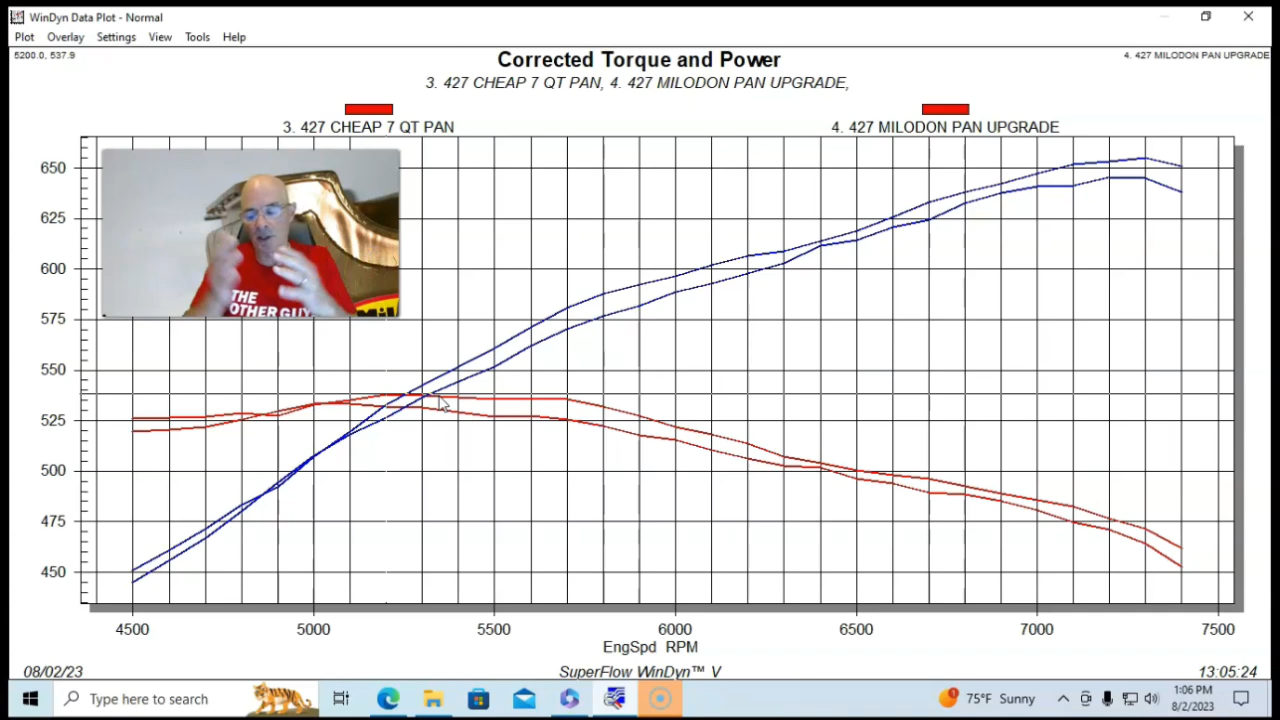 WinDyn Data Plot - Normal
Plot Overlay Settings View Tools Help
5200.0, 537.9
4. 427 MILODON PAN UPGRADE
Corrected Torque and Power
3. 427 CHEAP 7 QT PAN, 4. 427 MILODON PAN UPGRADE,
3. 427 CHEAP 7 QT PAN
4. 427 MILODON PAN UPGRADE
650
625
600
575
550
525
500
475
450
THE
OTHER GUY
Mil
4500 5000 5500 6000 6500 7000 7500
EngSpd RPM
08/02/23
SuperFlow WinDyn™ V
13:05:24
Type here to search
1
75°F Sunny
1:06 PM
8/2/2023